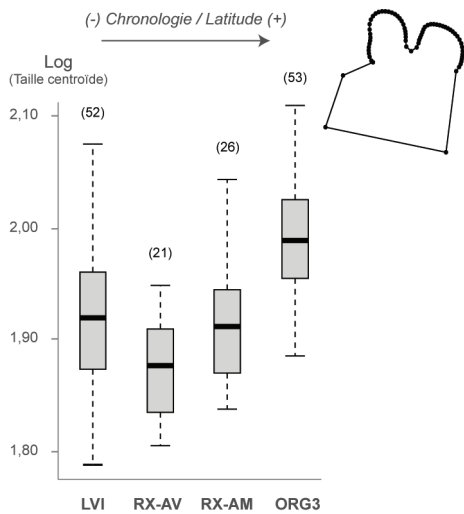 (-) Chronologie / Latitude (+)
Log
(Taille centroïde)
(53)
2,10
(52)
(26)
2,00
(21)
1,90
1,80
LVI RX-AV RX-AM ORG3